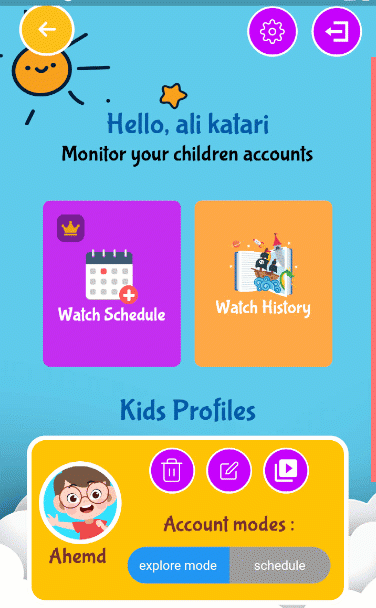 Hello, ali katari
Monitor your children accounts
Watch Schedule
Watch History
Kids Profiles
Account modes :
Ahemd
explore mode
schedule